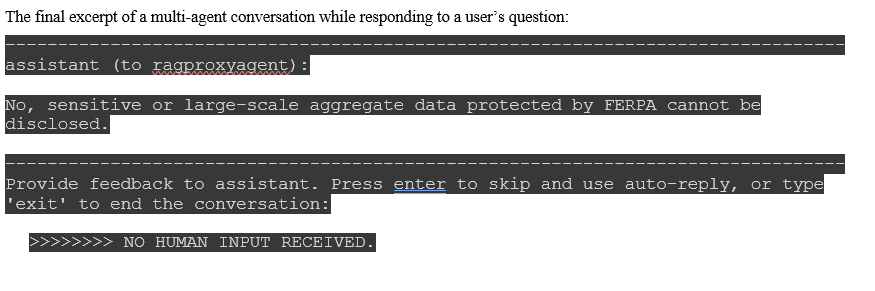 The final excerpt of a multi-agent conversation while responding to a user’s question:
--------------------------------------------------------------------------------
assistant (to ragproxyagent):
No, sensitive or large-scale aggregate data protected by FERPA cannot be
disclosed.
--------------------------------------------------------------------------------
Provide feedback to assistant. Press enter to skip and use auto-reply, or type
'exit' to end the conversation:
>>>>>>>> NO HUMAN INPUT RECEIVED.